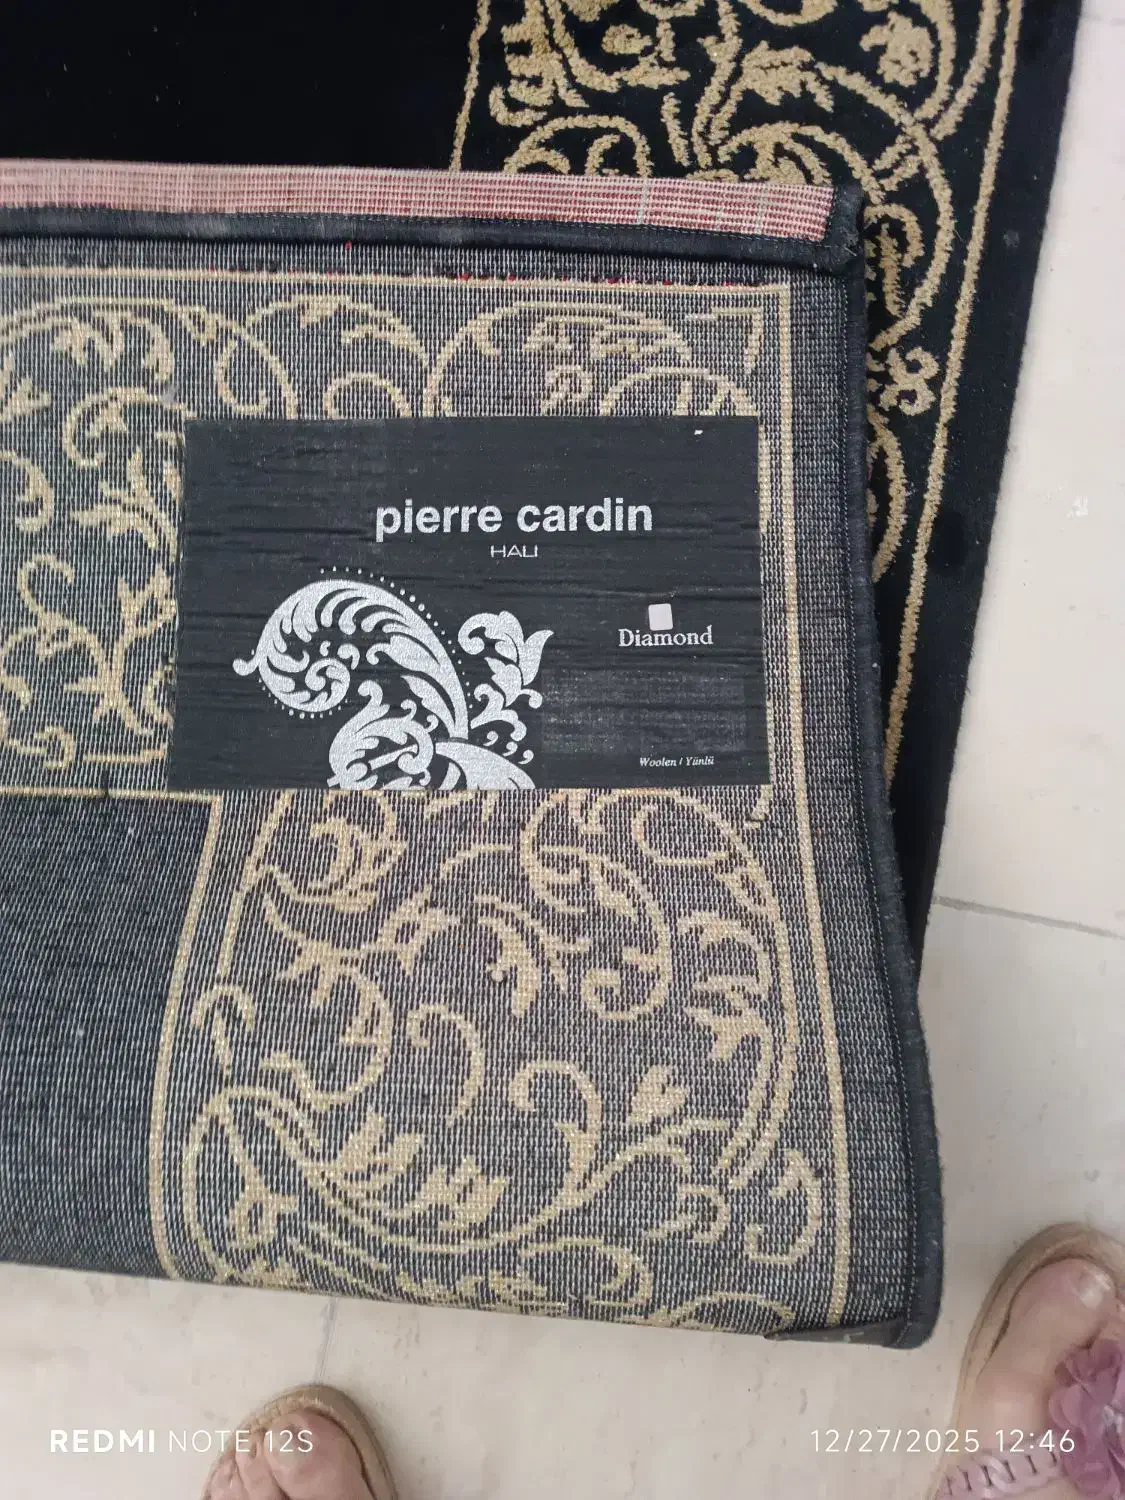 pierre cardin
HALI
Diamond
Woolen / Yünlü
REDMI NOTE 12S
12/27/2025 12:46